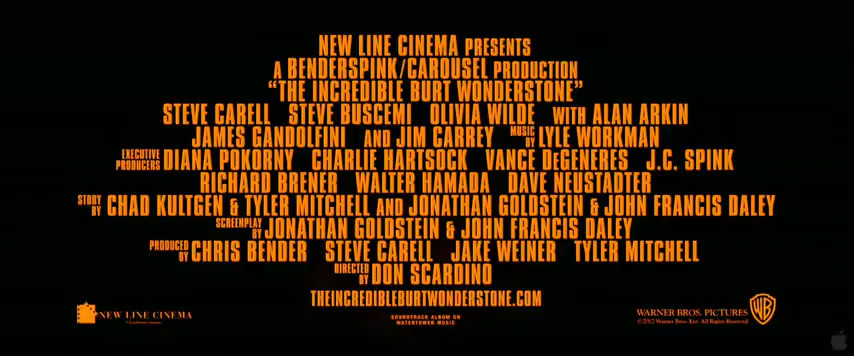 NEW LINE CINEMA PRESENTS
A BENDERSPINK/CAROUSEL PRODUCTION
"THE INCREDIBLE BURT WONDERSTONE"
STEVE CARELL STEVE BUSCEMI OLIVIA WILDE WITH ALAN ARKIN
JAMES GANDOLFINI AND JIM CARREY MUSIC BY LYLE WORKMAN
EXECUTIVE PRODUCERS DIANA POKORNY CHARLIE HARTSOCK VANCE DeGENERES J.C. SPINK
RICHARD BRENER WALTER HAMADA DAVE NEUSTADTER
STORY BY CHAD KULTGEN & TYLER MITCHELL AND JONATHAN GOLDSTEIN & JOHN FRANCIS DALEY
SCREENPLAY BY JONATHAN GOLDSTEIN & JOHN FRANCIS DALEY
PRODUCED BY CHRIS BENDER STEVE CARELL JAKE WEINER TYLER MITCHELL
DIRECTED BY DON SCARDINO
THEINCREDIBLEBURTWONDERSTONE.COM
NEW LINE CINEMA
SOUNDTRACK ALBUM ON
WATERTOWER MUSIC
WARNER BROS. PICTURES
©2012 Warner Bros. Ent. All Rights Reserved
WB